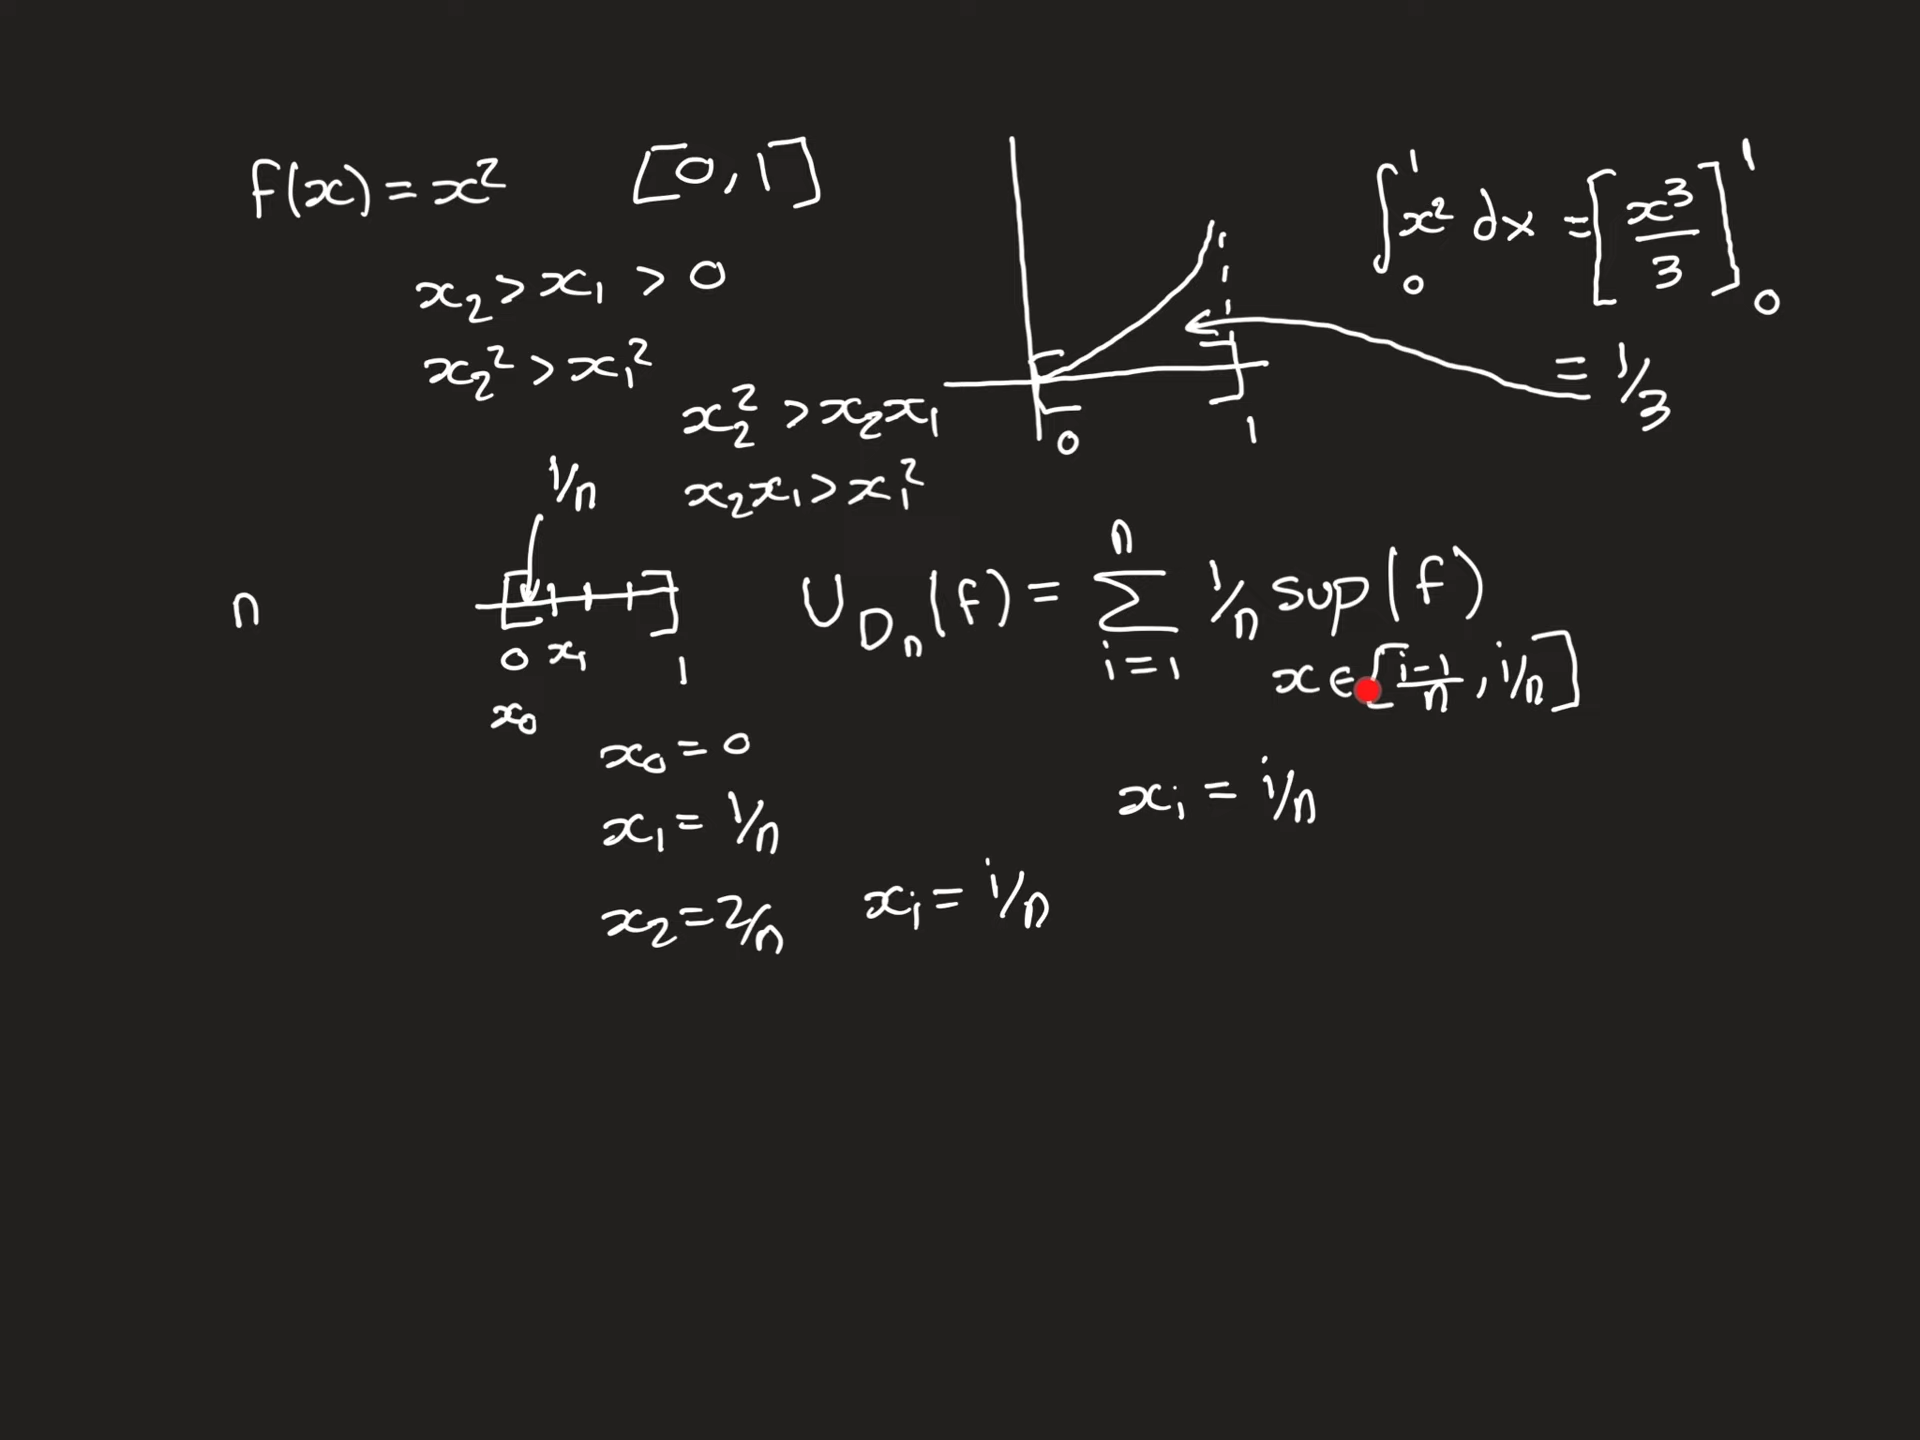 f(x) = x² [0,1]
x₂ > x₁ > 0
x₂² > x₁²
x₂² > x₂x₁
x₂x₁ > x₁²
0 1
∫₀¹ x² dx = [x³/3]₀¹
= 1/3
1/n
n
0 x₁ 1
x₀
U_{Dₙ}(f) = ∑_{i=1}^{n} 1/n sup(f)
x ∈ [i-1/n, i/n]
x₀ = 0
x₁ = 1/n
x₂ = 2/n
xᵢ = i/n
xᵢ = i/n